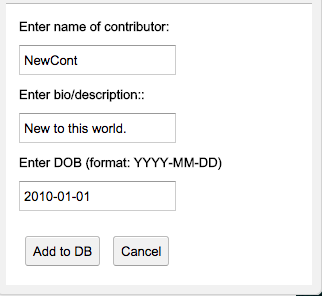 Enter name of contributor:
NewCont
Enter bio/description::
New to this world.
Enter DOB (format: YYYY-MM-DD)
2010-01-01
Add to DB Cancel